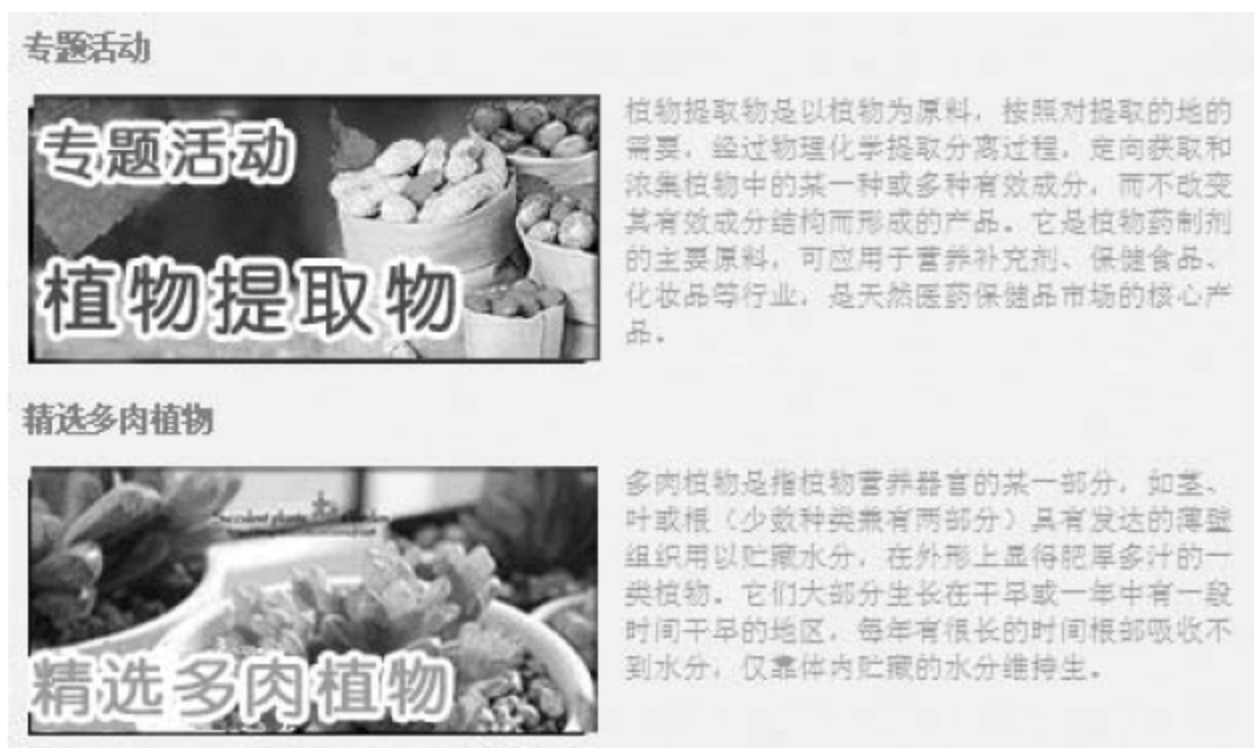 专题活动
专题活动
植物提取物
植物提取物是以植物为原料，按照对提取的地的
需要，经过物理化学提取分离过程，定向获取和
浓集植物中的某一种或多种有效成分，而不改变
其有效成分结构而形成的产品。它是植物药制剂
的主要原料，可应用于营养补充剂、保健食品、
化妆品等行业，是天然医药保健品市场的核心产
品。
精选多肉植物
精选多肉植物
多肉植物是指植物营养器官的某一部分，如茎、
叶或根（少数种类兼有两部分）具有发达的薄壁
组织用以贮藏水分，在外形上显得肥厚多汁的一
类植物。它们大部分生长在干旱或一年中有一段
时间干旱的地区，每年有很长的时间根部吸收不
到水分，仅靠体内贮藏的水分维持生。